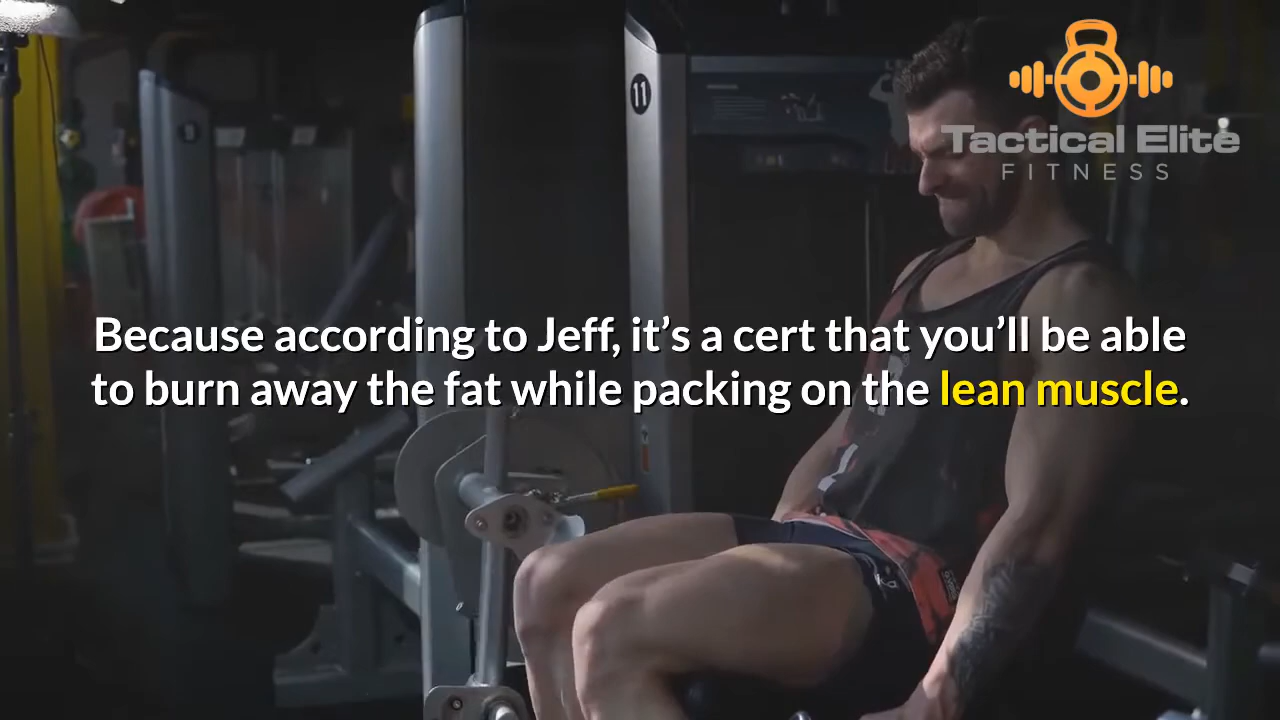 11
Tactical Elite
FITNESS
Because according to Jeff, it’s a cert that you’ll be able
to burn away the fat while packing on the lean muscle.